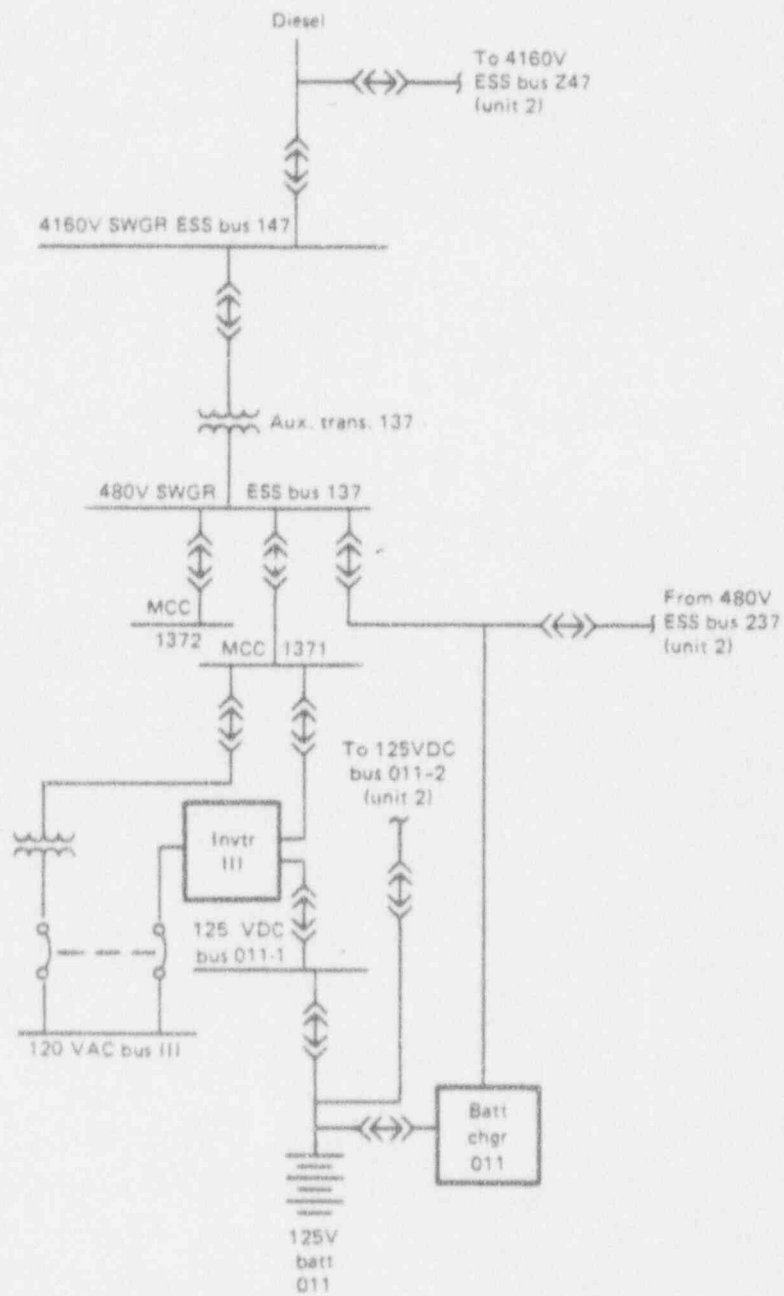 Diesel
To 4160V
ESS bus Z47
(unit 2)
4160V SWGR ESS bus 147
Aux. trans. 137
480V SWGR ESS bus 137
MCC
1372
MCC 1371
From 480V
ESS bus 237
(unit 2)
To 125VDC
bus 011-2
(unit 2)
Invtr
III
125 VDC
bus 011-1
120 VAC bus III
Batt
chgr
011
125V
batt
011